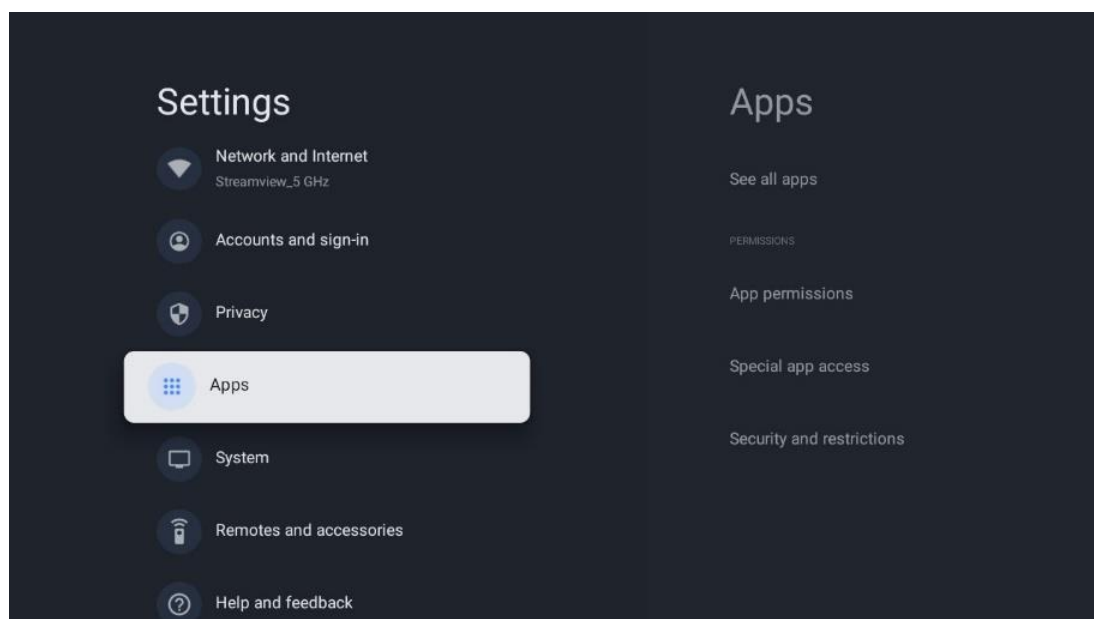 Settings
Network and Internet
Streamview_5 GHz
Accounts and sign-in
Privacy
Apps
System
Remotes and accessories
Help and feedback
Apps
See all apps
PERMISSIONS
App permissions
Special app access
Security and restrictions